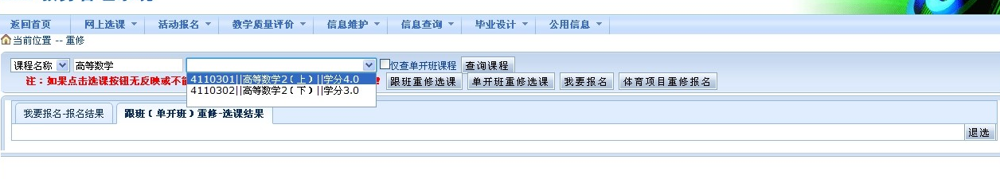 返回首页 网上选课 活动报名 教学质量评价 信息维护 信息查询 毕业设计 公用信息
当前位置 -- 重修
课程名称 高等数学 仅查单开班课程 查询课程
注：如果点击选课按钮无反映或不能 跟班重修选课 单开班重修选课 我要报名 体育项目重修报名
4110301||高等数学2（上）||学分4.0
4110302||高等数学2（下）||学分3.0
我要报名-报名结果 跟班（单开班）重修-选课结果
退选